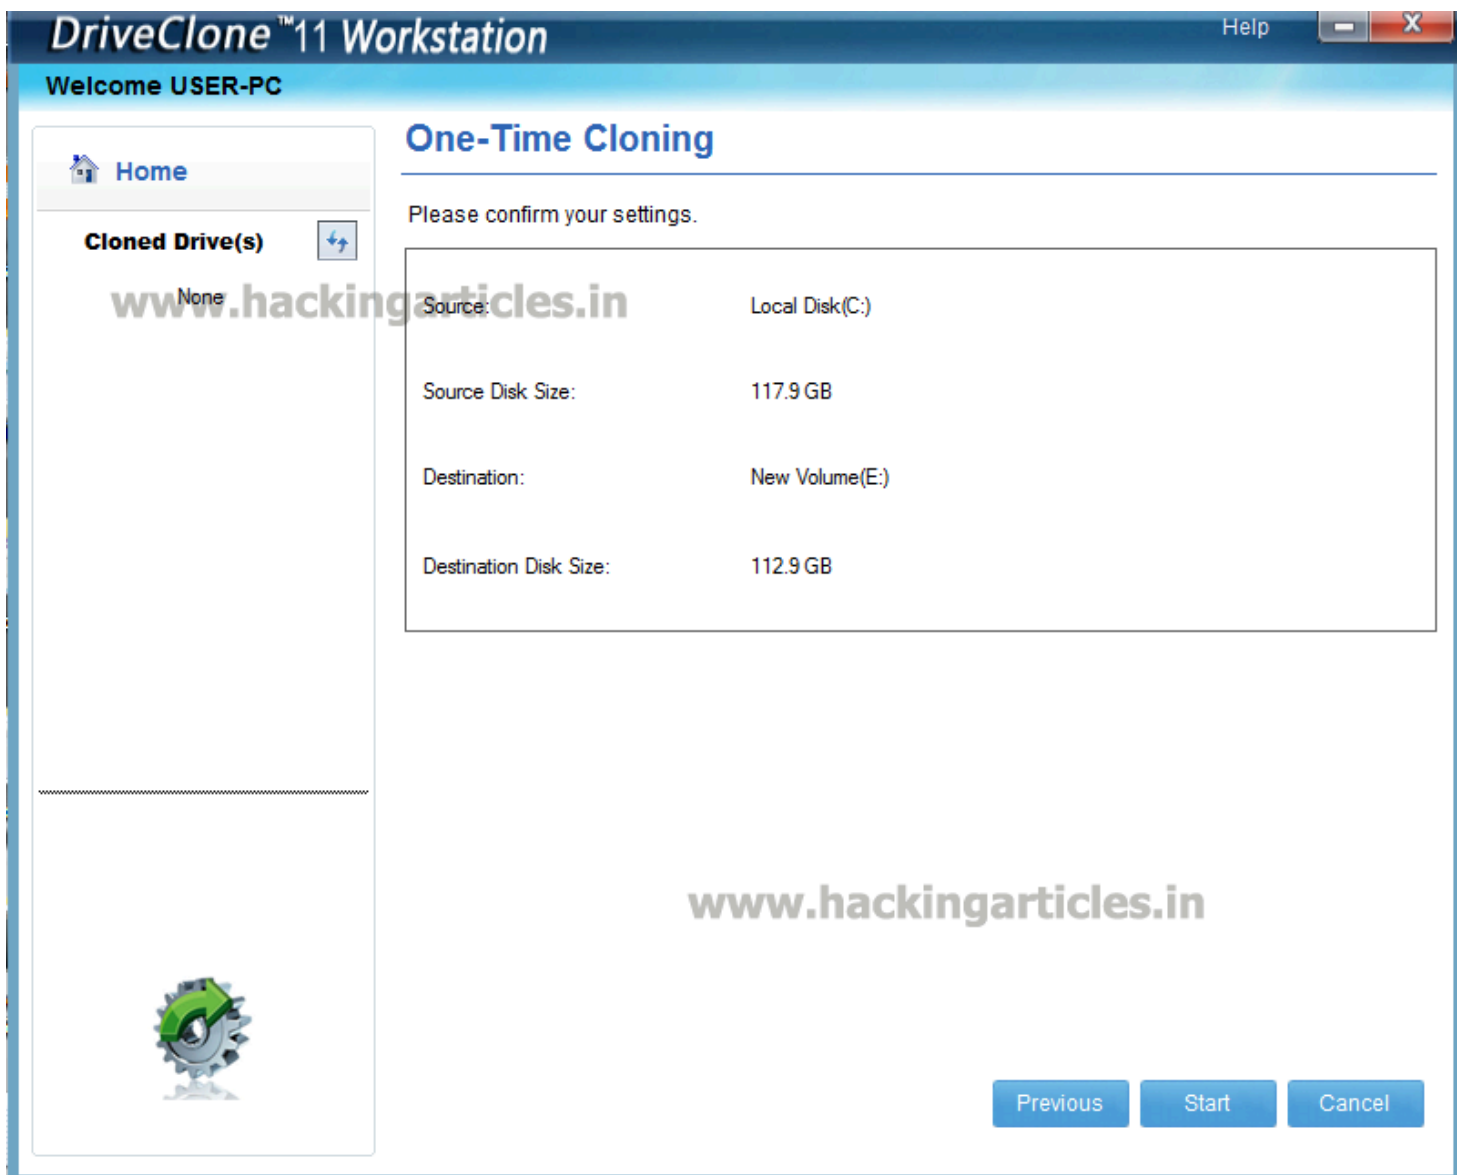 DriveClone™11 Workstation
Help
Welcome USER-PC
Home
Cloned Drive(s)
None
One-Time Cloning
Please confirm your settings.
www.hackingarticles.in
Source: Local Disk(C:)
Source Disk Size: 117.9 GB
Destination: New Volume(E:)
Destination Disk Size: 112.9 GB
www.hackingarticles.in
Previous Start Cancel